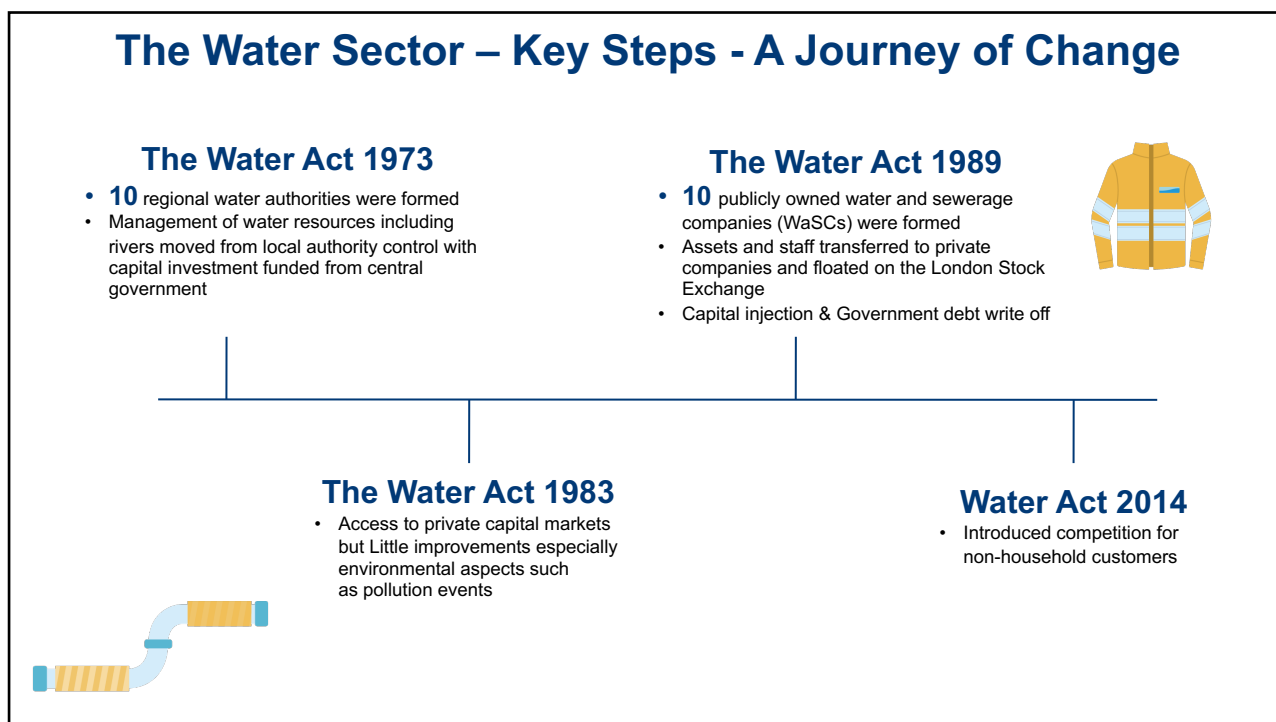 The Water Sector – Key Steps - A Journey of Change
The Water Act 1973
• 10 regional water authorities were formed
• Management of water resources including
rivers moved from local authority control with
capital investment funded from central
government
The Water Act 1989
• 10 publicly owned water and sewerage
companies (WaSCs) were formed
• Assets and staff transferred to private
companies and floated on the London Stock
Exchange
• Capital injection & Government debt write off
The Water Act 1983
• Access to private capital markets
but Little improvements especially
environmental aspects such
as pollution events
Water Act 2014
• Introduced competition for
non-household customers